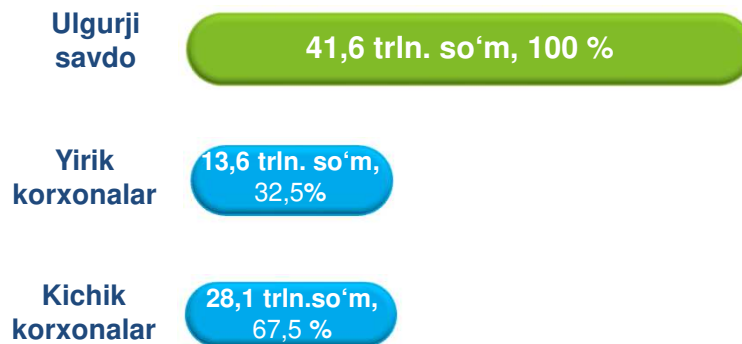 Ulgurji
savdo
41,6 trln. so‘m, 100 %
Yirik
korxonalar
13,6 trln. so‘m,
32,5%
Kichik
korxonalar
28,1 trln.so‘m,
67,5 %